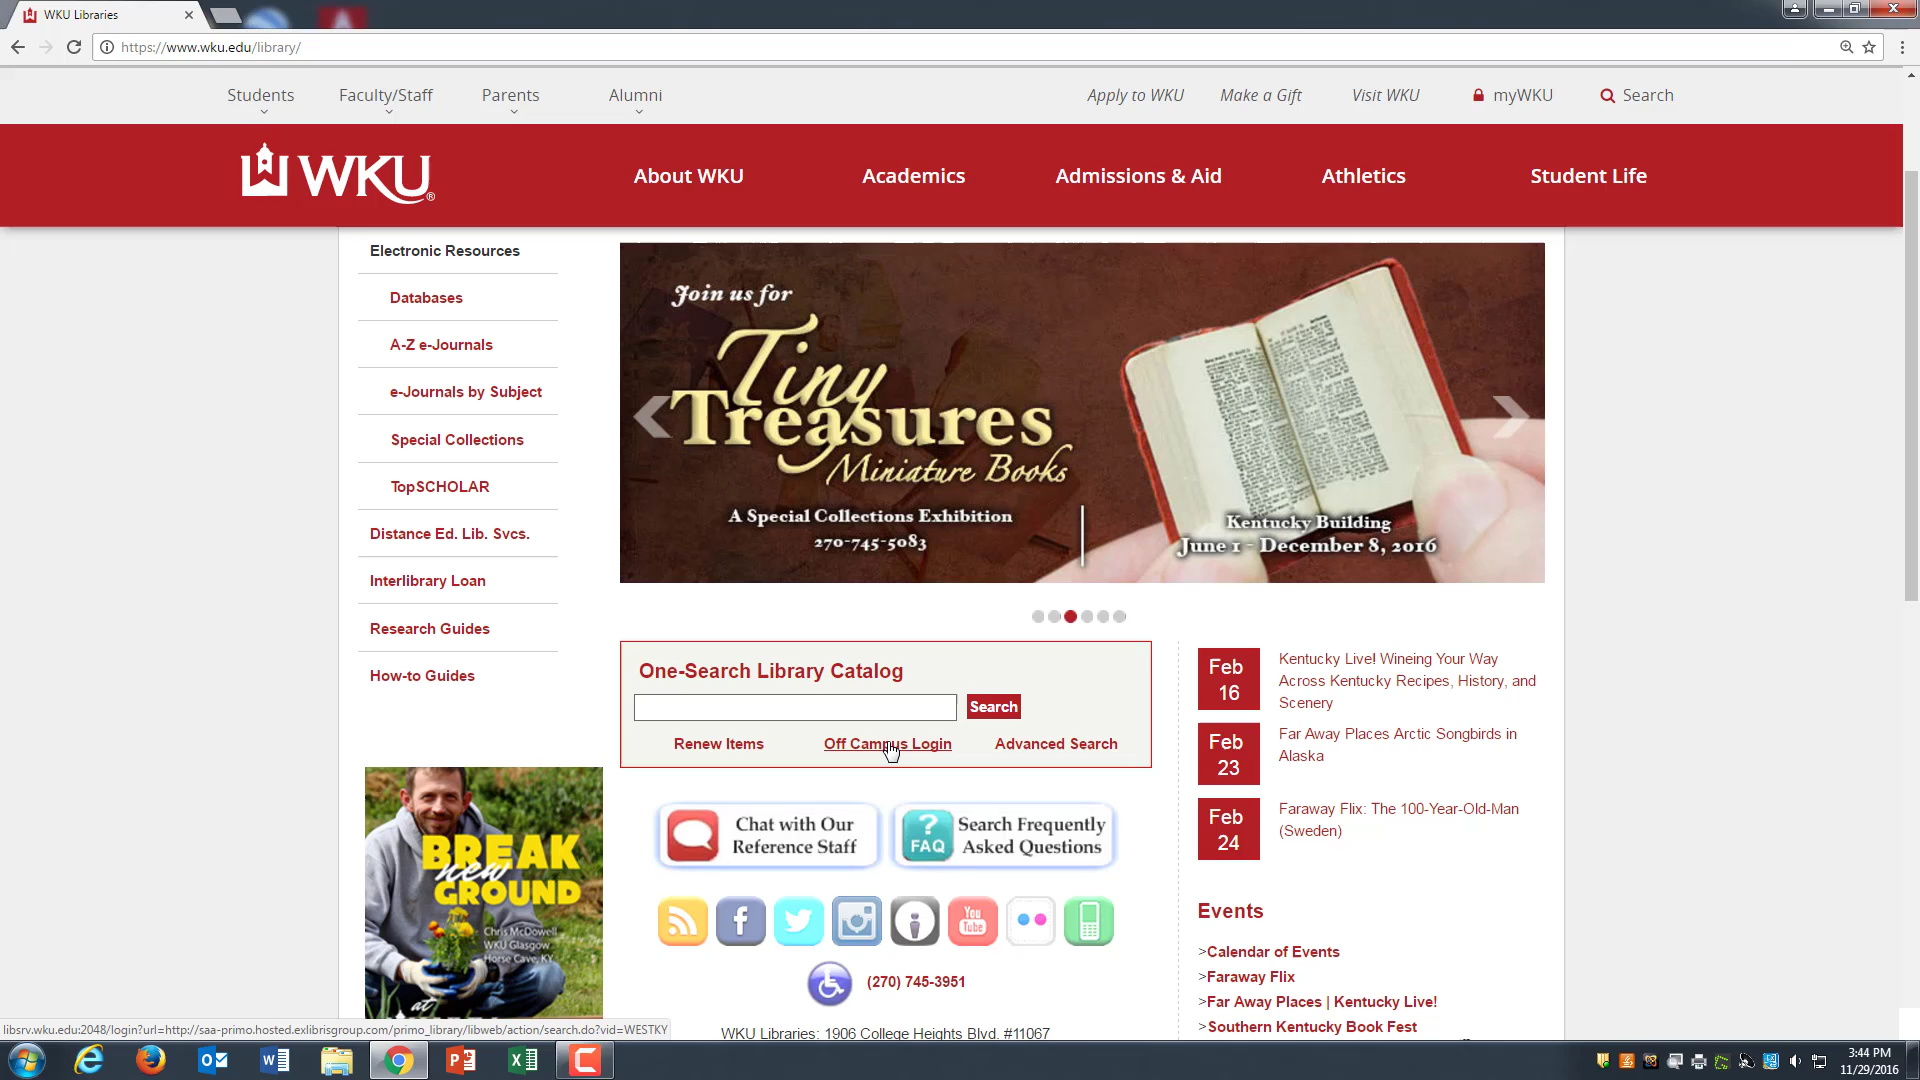 WKU Libraries
https://www.wku.edu/library/
Students
Faculty/Staff
Parents
Alumni
Apply to WKU
Make a Gift
Visit WKU
myWKU
Search
WKU®
About WKU
Academics
Admissions & Aid
Athletics
Student Life
Electronic Resources
Databases
A-Z e-Journals
e-Journals by Subject
Special Collections
TopSCHOLAR
Distance Ed. Lib. Svcs.
Interlibrary Loan
Research Guides
How-to Guides
Join us for
Tiny
Treasures
Miniature Books
A Special Collections Exhibition
270-745-5083
Kentucky Building
June 1 - December 8, 2016
One-Search Library Catalog
Search
Renew Items
Off Campus Login
Advanced Search
Chat with Our
Reference Staff
?
FAQ
Search Frequently
Asked Questions
You
Tube
(270) 745-3951
WKU Libraries: 1906 College Heights Blvd. #11067
Feb
16
Kentucky Live! Wineing Your Way
Across Kentucky Recipes, History, and
Scenery
Feb
23
Far Away Places Arctic Songbirds in
Alaska
Feb
24
Faraway Flix: The 100-Year-Old-Man
(Sweden)
Events
>Calendar of Events
>Faraway Flix
>Far Away Places | Kentucky Live!
>Southern Kentucky Book Fest
BREAK
new
GROUND
Chris McDowell
WKU Glasgow
Horse Cave, KY
at
libsrv.wku.edu:2048/login?url=http://saa-primo.hosted.exlibrisgroup.com/primo_library/libweb/action/search.do?vid=WESTKY
3:44 PM
11/29/2016